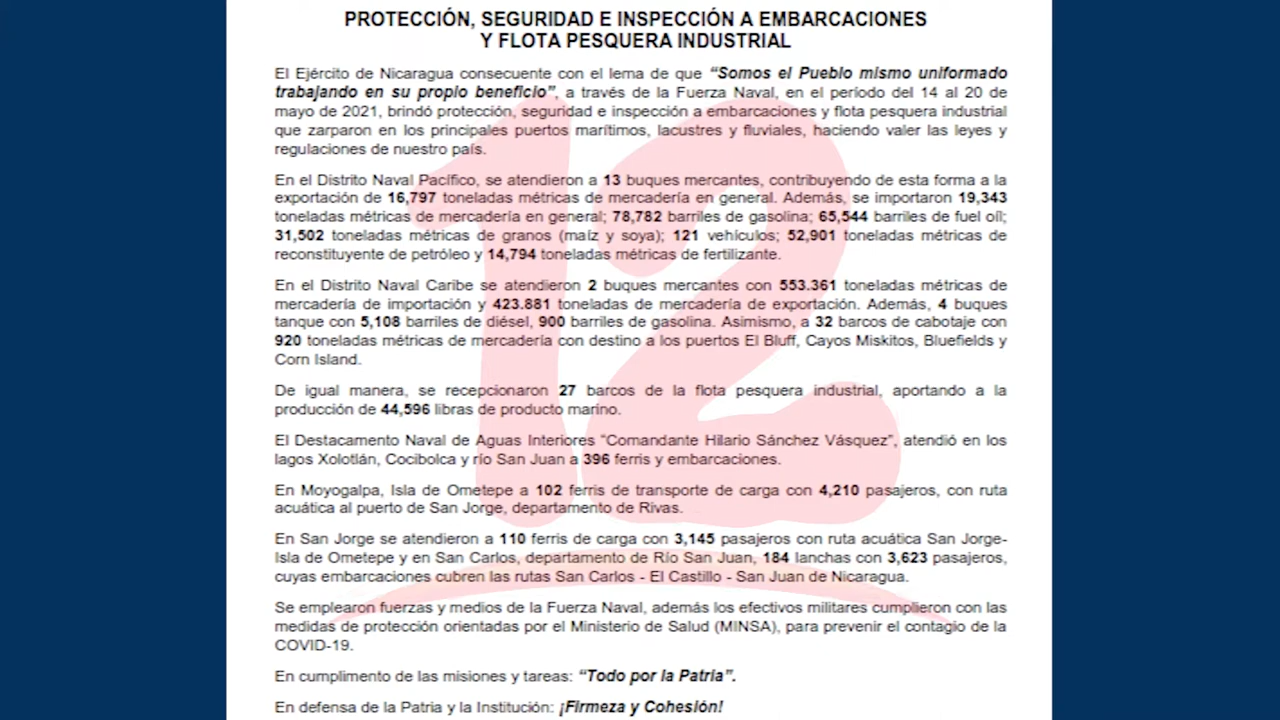 PROTECCIÓN, SEGURIDAD E INSPECCIÓN A EMBARCACIONES
Y FLOTA PESQUERA INDUSTRIAL
El Ejército de Nicaragua consecuente con el lema de que “Somos el Pueblo mismo uniformado
trabajando en su propio beneficio”, a través de la Fuerza Naval, en el período del 14 al 20 de
mayo de 2021, brindó protección, seguridad e inspección a embarcaciones y flota pesquera industrial
que zarparon en los principales puertos marítimos, lacustres y fluviales, haciendo valer las leyes y
regulaciones de nuestro país.
En el Distrito Naval Pacífico, se atendieron a 13 buques mercantes, contribuyendo de esta forma a la
exportación de 16,797 toneladas métricas de mercadería en general. Además, se importaron 19,343
toneladas métricas de mercadería en general; 78,782 barriles de gasolina; 65,544 barriles de fuel oíl;
31,502 toneladas métricas de granos (maíz y soya); 121 vehículos; 52,901 toneladas métricas de
reconstituyente de petróleo y 14,794 toneladas métricas de fertilizante.
En el Distrito Naval Caribe se atendieron 2 buques mercantes con 553.361 toneladas métricas de
mercadería de importación y 423.881 toneladas de mercadería de exportación. Además, 4 buques
tanque con 5,108 barriles de diésel, 900 barriles de gasolina. Asimismo, a 32 barcos de cabotaje con
920 toneladas métricas de mercadería con destino a los puertos El Bluff, Cayos Miskitos, Bluefields y
Corn Island.
De igual manera, se recepcionaron 27 barcos de la flota pesquera industrial, aportando a la
producción de 44,596 libras de producto marino.
El Destacamento Naval de Aguas Interiores “Comandante Hilario Sánchez Vásquez”, atendió en los
lagos Xolotlán, Cocibolca y río San Juan a 396 ferris y embarcaciones.
En Moyogalpa, Isla de Ometepe a 102 ferris de transporte de carga con 4,210 pasajeros, con ruta
acuática al puerto de San Jorge, departamento de Rivas.
En San Jorge se atendieron a 110 ferris de carga con 3,145 pasajeros con ruta acuática San Jorge-
Isla de Ometepe y en San Carlos, departamento de Río San Juan, 184 lanchas con 3,623 pasajeros,
cuyas embarcaciones cubren las rutas San Carlos - El Castillo - San Juan de Nicaragua.
Se emplearon fuerzas y medios de la Fuerza Naval, además los efectivos militares cumplieron con las
medidas de protección orientadas por el Ministerio de Salud (MINSA), para prevenir el contagio de la
COVID-19.
En cumplimento de las misiones y tareas: “Todo por la Patria”.
En defensa de la Patria y la Institución: ¡Firmeza y Cohesión!
12